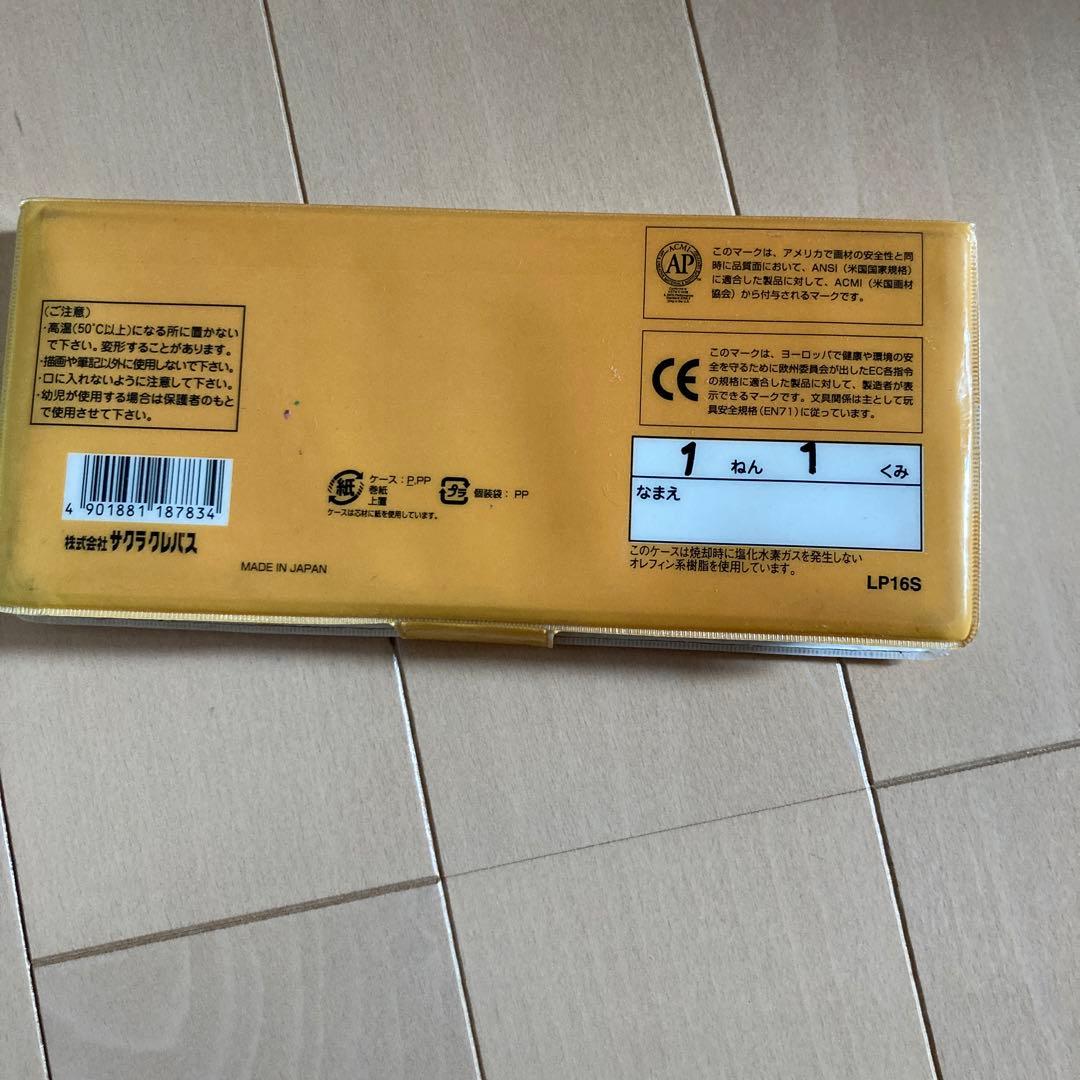 (ご注意)
・高温(50℃以上)になる所に置かない
で下さい。変形することがあります。
・描画や筆記以外に使用しないで下さい。
・口に入れないように注意して下さい。
・幼児が使用する場合は保護者のもと
で使用させて下さい。
4 901881 187834
株式会社サクラクレパス
MADE IN JAPAN
紙
ケース：P.PP
巻紙
上置
ケースは芯材に紙を使用しています。
プラ
個装袋：PP
ACMI
AP
このマークは、アメリカで画材の安全性と同
時に品質面において、ANSI（米国国家規格）
に適合した製品に対して、ACMI（米国画材
協会）から付与されるマークです。
CE
このマークは、ヨーロッパで健康や環境の安
全を守るために欧州委員会が出したEC各指令
の規格に適合した製品に対して、製造者が表
示できるマークです。文具関係は主として玩
具安全規格(EN71)に従っています。
1 ねん 1 くみ
なまえ
このケースは焼却時に塩化水素ガスを発生しない
オレフィン系樹脂を使用しています。
LP16S